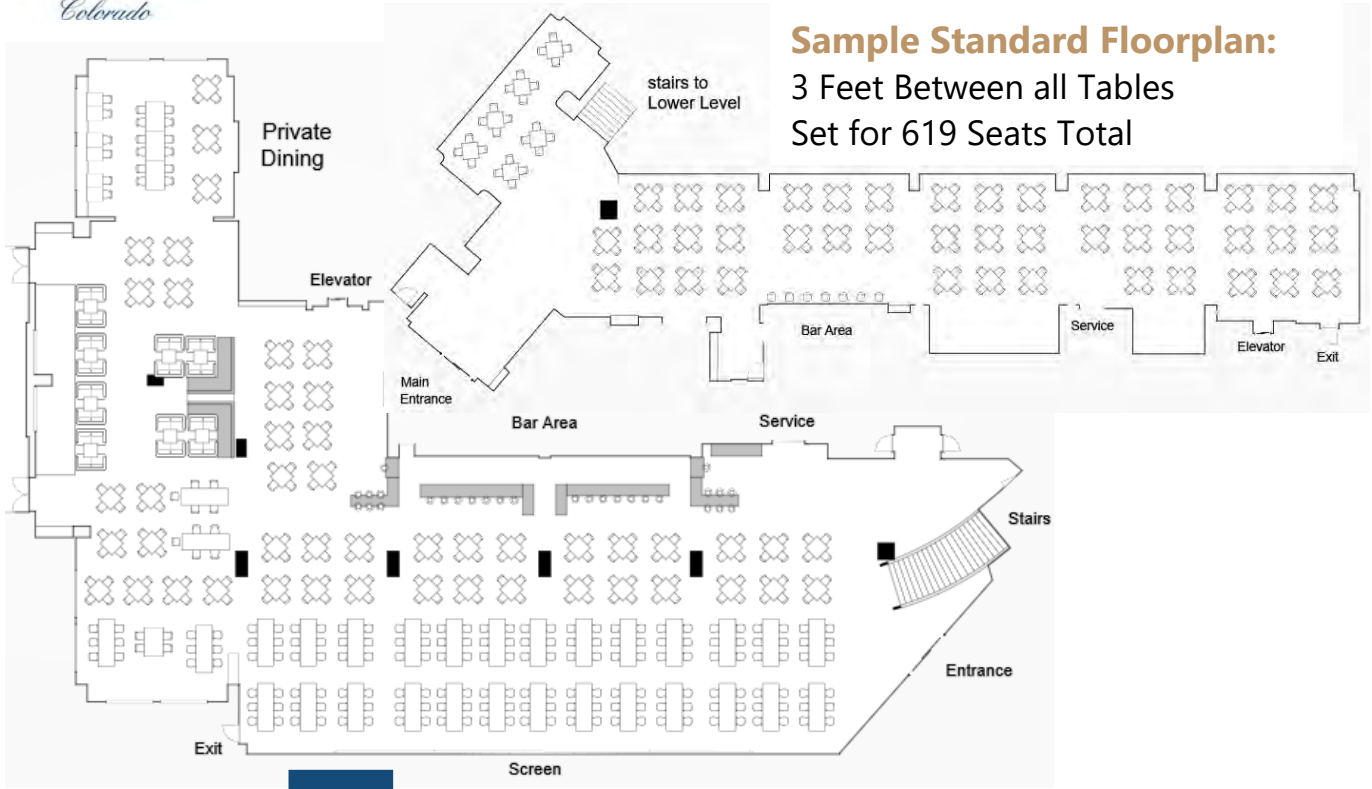 Colorado
Sample Standard Floorplan:
3 Feet Between all Tables
Set for 619 Seats Total
stairs to
Lower Level
Private
Dining
Elevator
Main
Entrance
Bar Area
Service
Elevator
Exit
Bar Area
Service
Stairs
Entrance
Exit
Screen